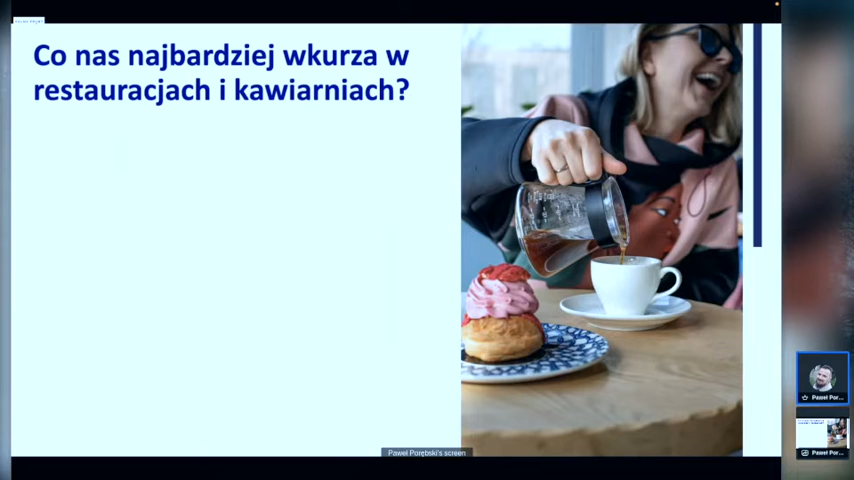 Co nas najbardziej wkurza w
restauracjach i kawiarniach?
Paweł Porębski's screen
Paweł Por...
Paweł Por...